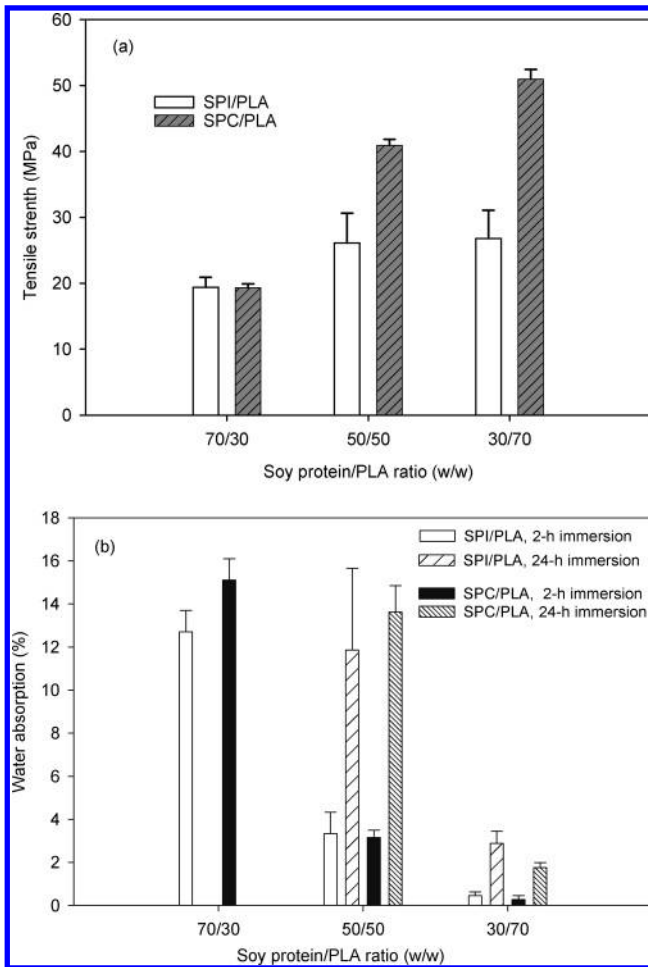 60
50
40
30
20
10
0
Tensile strenth (MPa)
(a)
SPI/PLA
SPC/PLA
70/30 50/50 30/70
Soy protein/PLA ratio (w/w)
18
16
14
12
10
8
6
4
2
0
Water absorption (%)
(b)
SPI/PLA, 2-h immersion
SPI/PLA, 24-h immersion
SPC/PLA, 2-h immersion
SPC/PLA, 24-h immersion
70/30 50/50 30/70
Soy protein/PLA ratio (w/w)